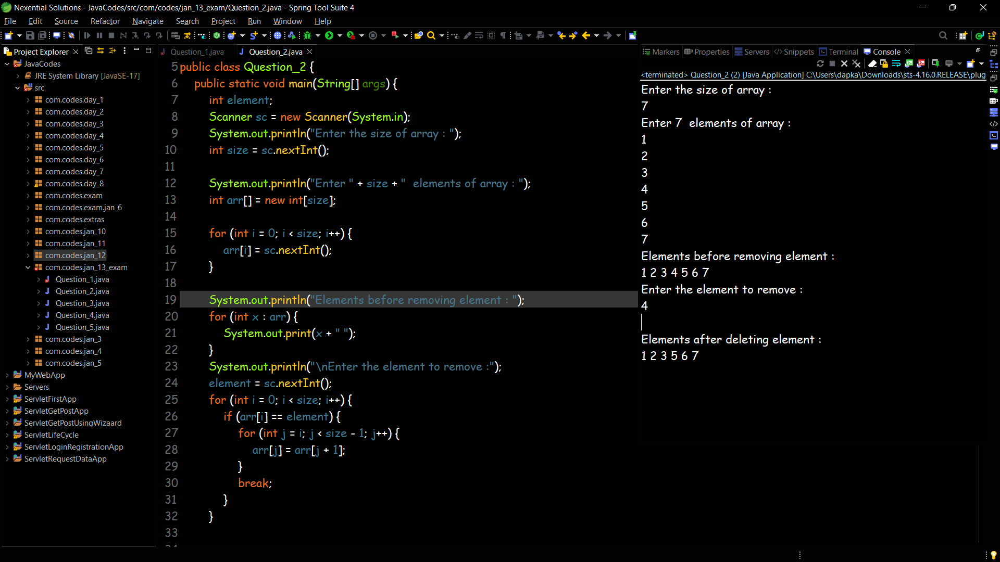 Nexential Solutions - JavaCodes/src/com/codes/jan_13_exam/Question_2.java - Spring Tool Suite 4
File Edit Source Refactor Navigate Search Project Run Window Help
Project Explorer
JavaCodes
JRE System Library [JavaSE-17]
src
com.codes.day_1
com.codes.day_2
com.codes.day_3
com.codes.day_4
com.codes.day_5
com.codes.day_6
com.codes.day_7
com.codes.day_8
com.codes.exam
com.codes.exam.jan_6
com.codes.extras
com.codes.jan_10
com.codes.jan_11
com.codes.jan_12
com.codes.jan_13_exam
Question_1.java
Question_2.java
Question_3.java
Question_4.java
Question_5.java
com.codes.jan_3
com.codes.jan_4
com.codes.jan_5
MyWebApp
Servers
ServletFirstApp
ServletGetPostApp
ServletGetPostUsingWizaard
ServletLifeCycle
ServletLoginRegistrationApp
ServletRequestDataApp
Question_1.java Question_2.java
5 public class Question_2 {
6 public static void main(String[] args) {
7 int element;
8 Scanner sc = new Scanner(System.in);
9 System.out.println("Enter the size of array : ");
10 int size = sc.nextInt();
11
12 System.out.println("Enter " + size + "  elements of array : ");
13 int arr[] = new int[size];
14
15 for (int i = 0; i < size; i++) {
16 arr[i] = sc.nextInt();
17 }
18
19 System.out.println("Elements before removing element : ");
20 for (int x : arr) {
21 System.out.print(x + " ");
22 }
23 System.out.println("\nEnter the element to remove :");
24 element = sc.nextInt();
25 for (int i = 0; i < size; i++) {
26 if (arr[i] == element) {
27 for (int j = i; j < size - 1; j++) {
28 arr[j] = arr[j + 1];
29 }
30 break;
31 }
32 }
33
Markers Properties Servers Snippets Terminal Console
<terminated> Question_2 (2) [Java Application] C:\Users\dapka\Downloads\sts-4.16.0.RELEASE\plug
Enter the size of array :
7
Enter 7  elements of array :
1
2
3
4
5
6
7
Elements before removing element :
1 2 3 4 5 6 7
Enter the element to remove :
4
Elements after deleting element :
1 2 3 5 6 7